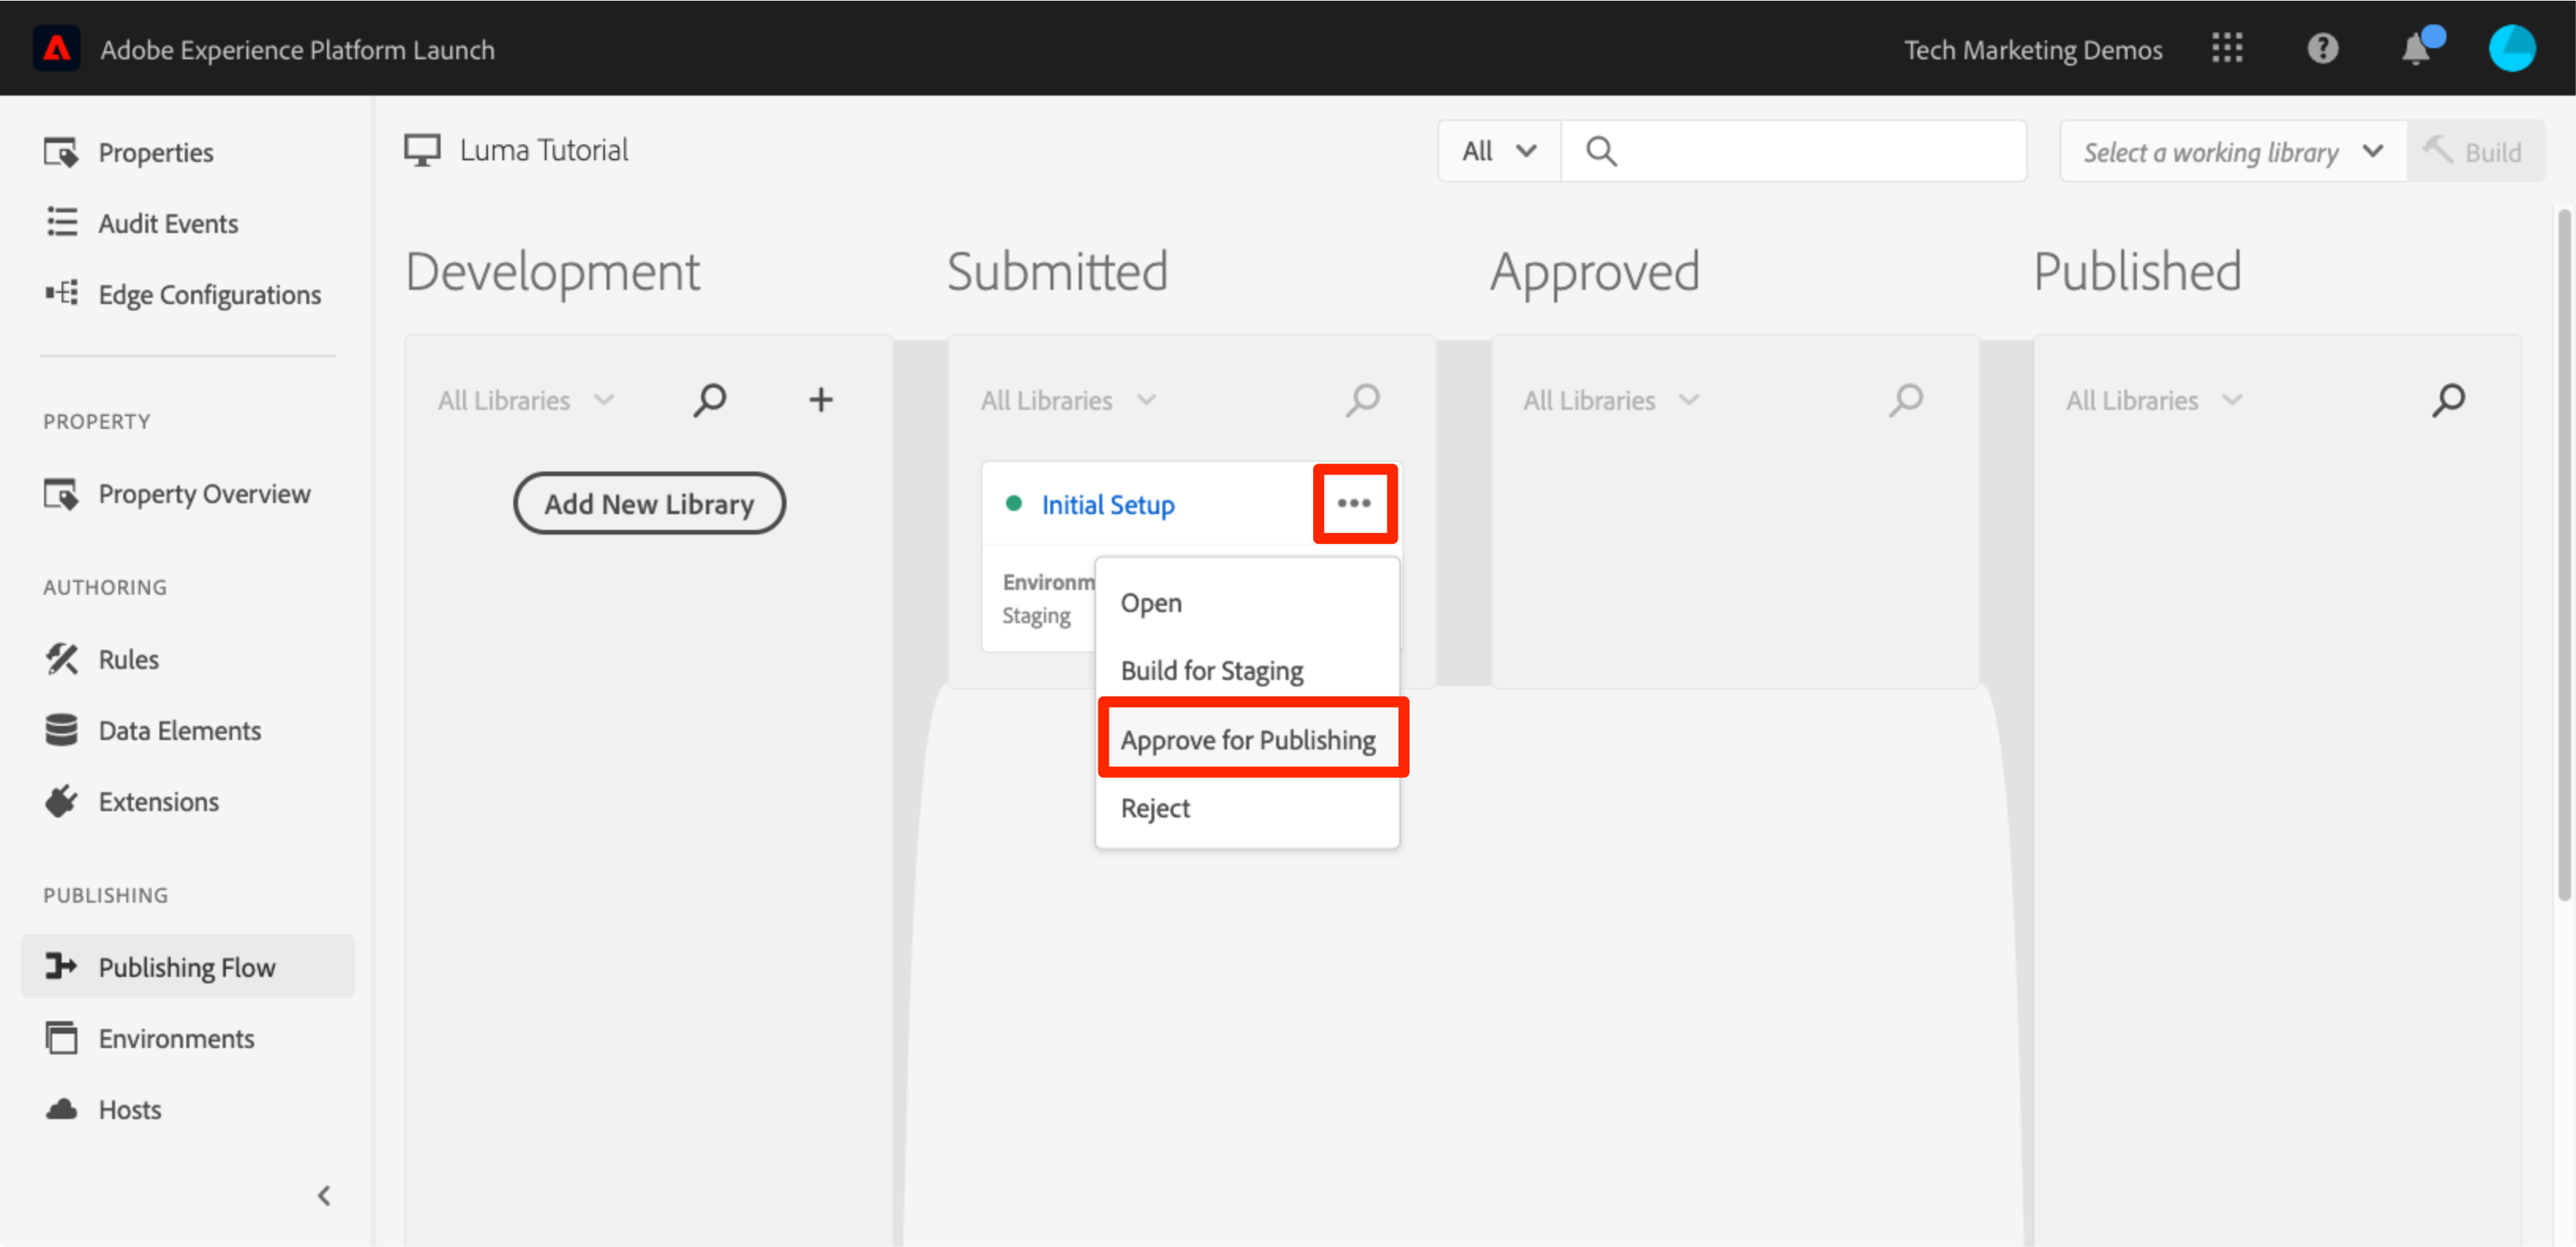 Adobe Experience Platform Launch
Tech Marketing Demos
Properties
Audit Events
Edge Configurations
PROPERTY
Property Overview
AUTHORING
Rules
Data Elements
Extensions
PUBLISHING
Publishing Flow
Environments
Hosts
Luma Tutorial
All
Select a working library
Build
Development
Submitted
Approved
Published
All Libraries
All Libraries
All Libraries
All Libraries
Add New Library
Initial Setup
Environm
Staging
Open
Build for Staging
Approve for Publishing
Reject